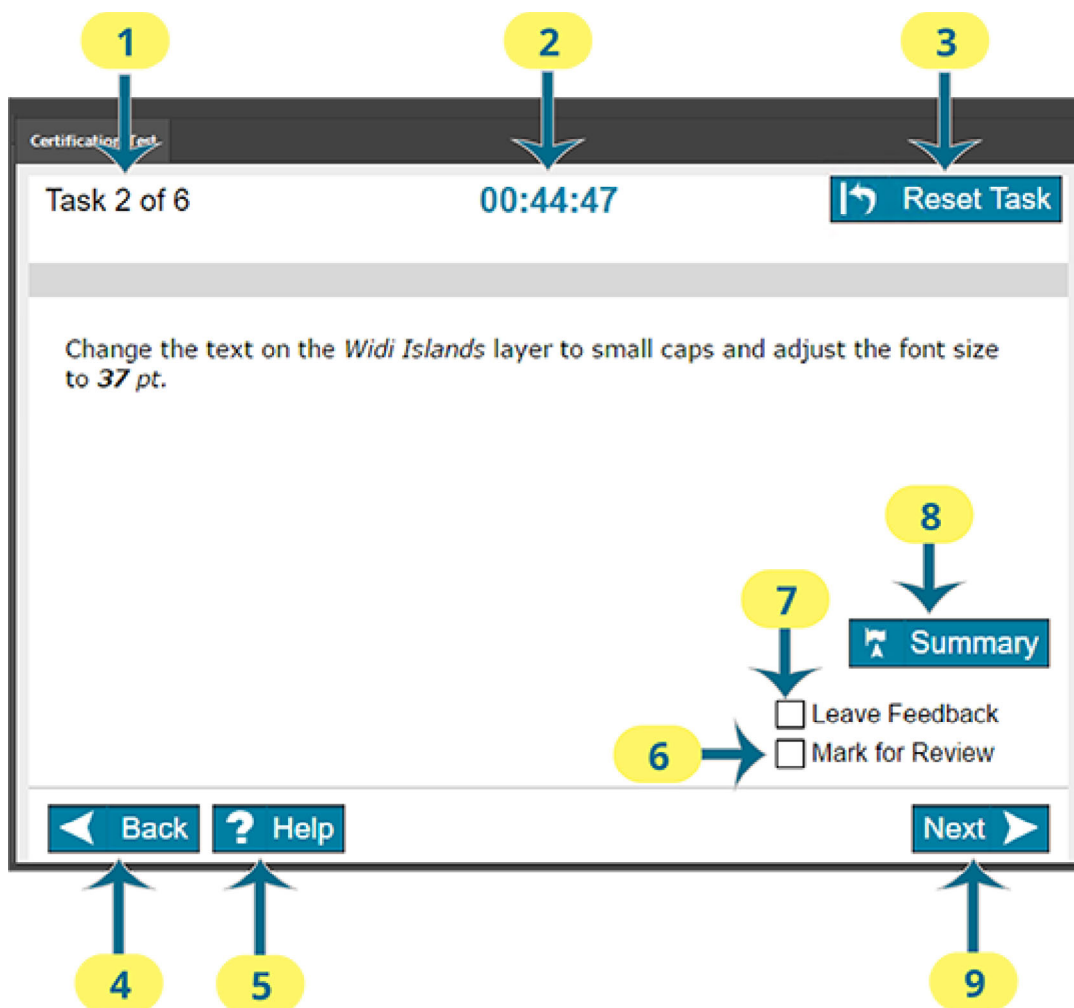 1
2
3
Certification Test
Task 2 of 6
00:44:47
Reset Task
Change the text on the Widi Islands layer to small caps and adjust the font size
to 37 pt.
8
Summary
7
Leave Feedback
6
Mark for Review
Back
? Help
Next
4
5
9